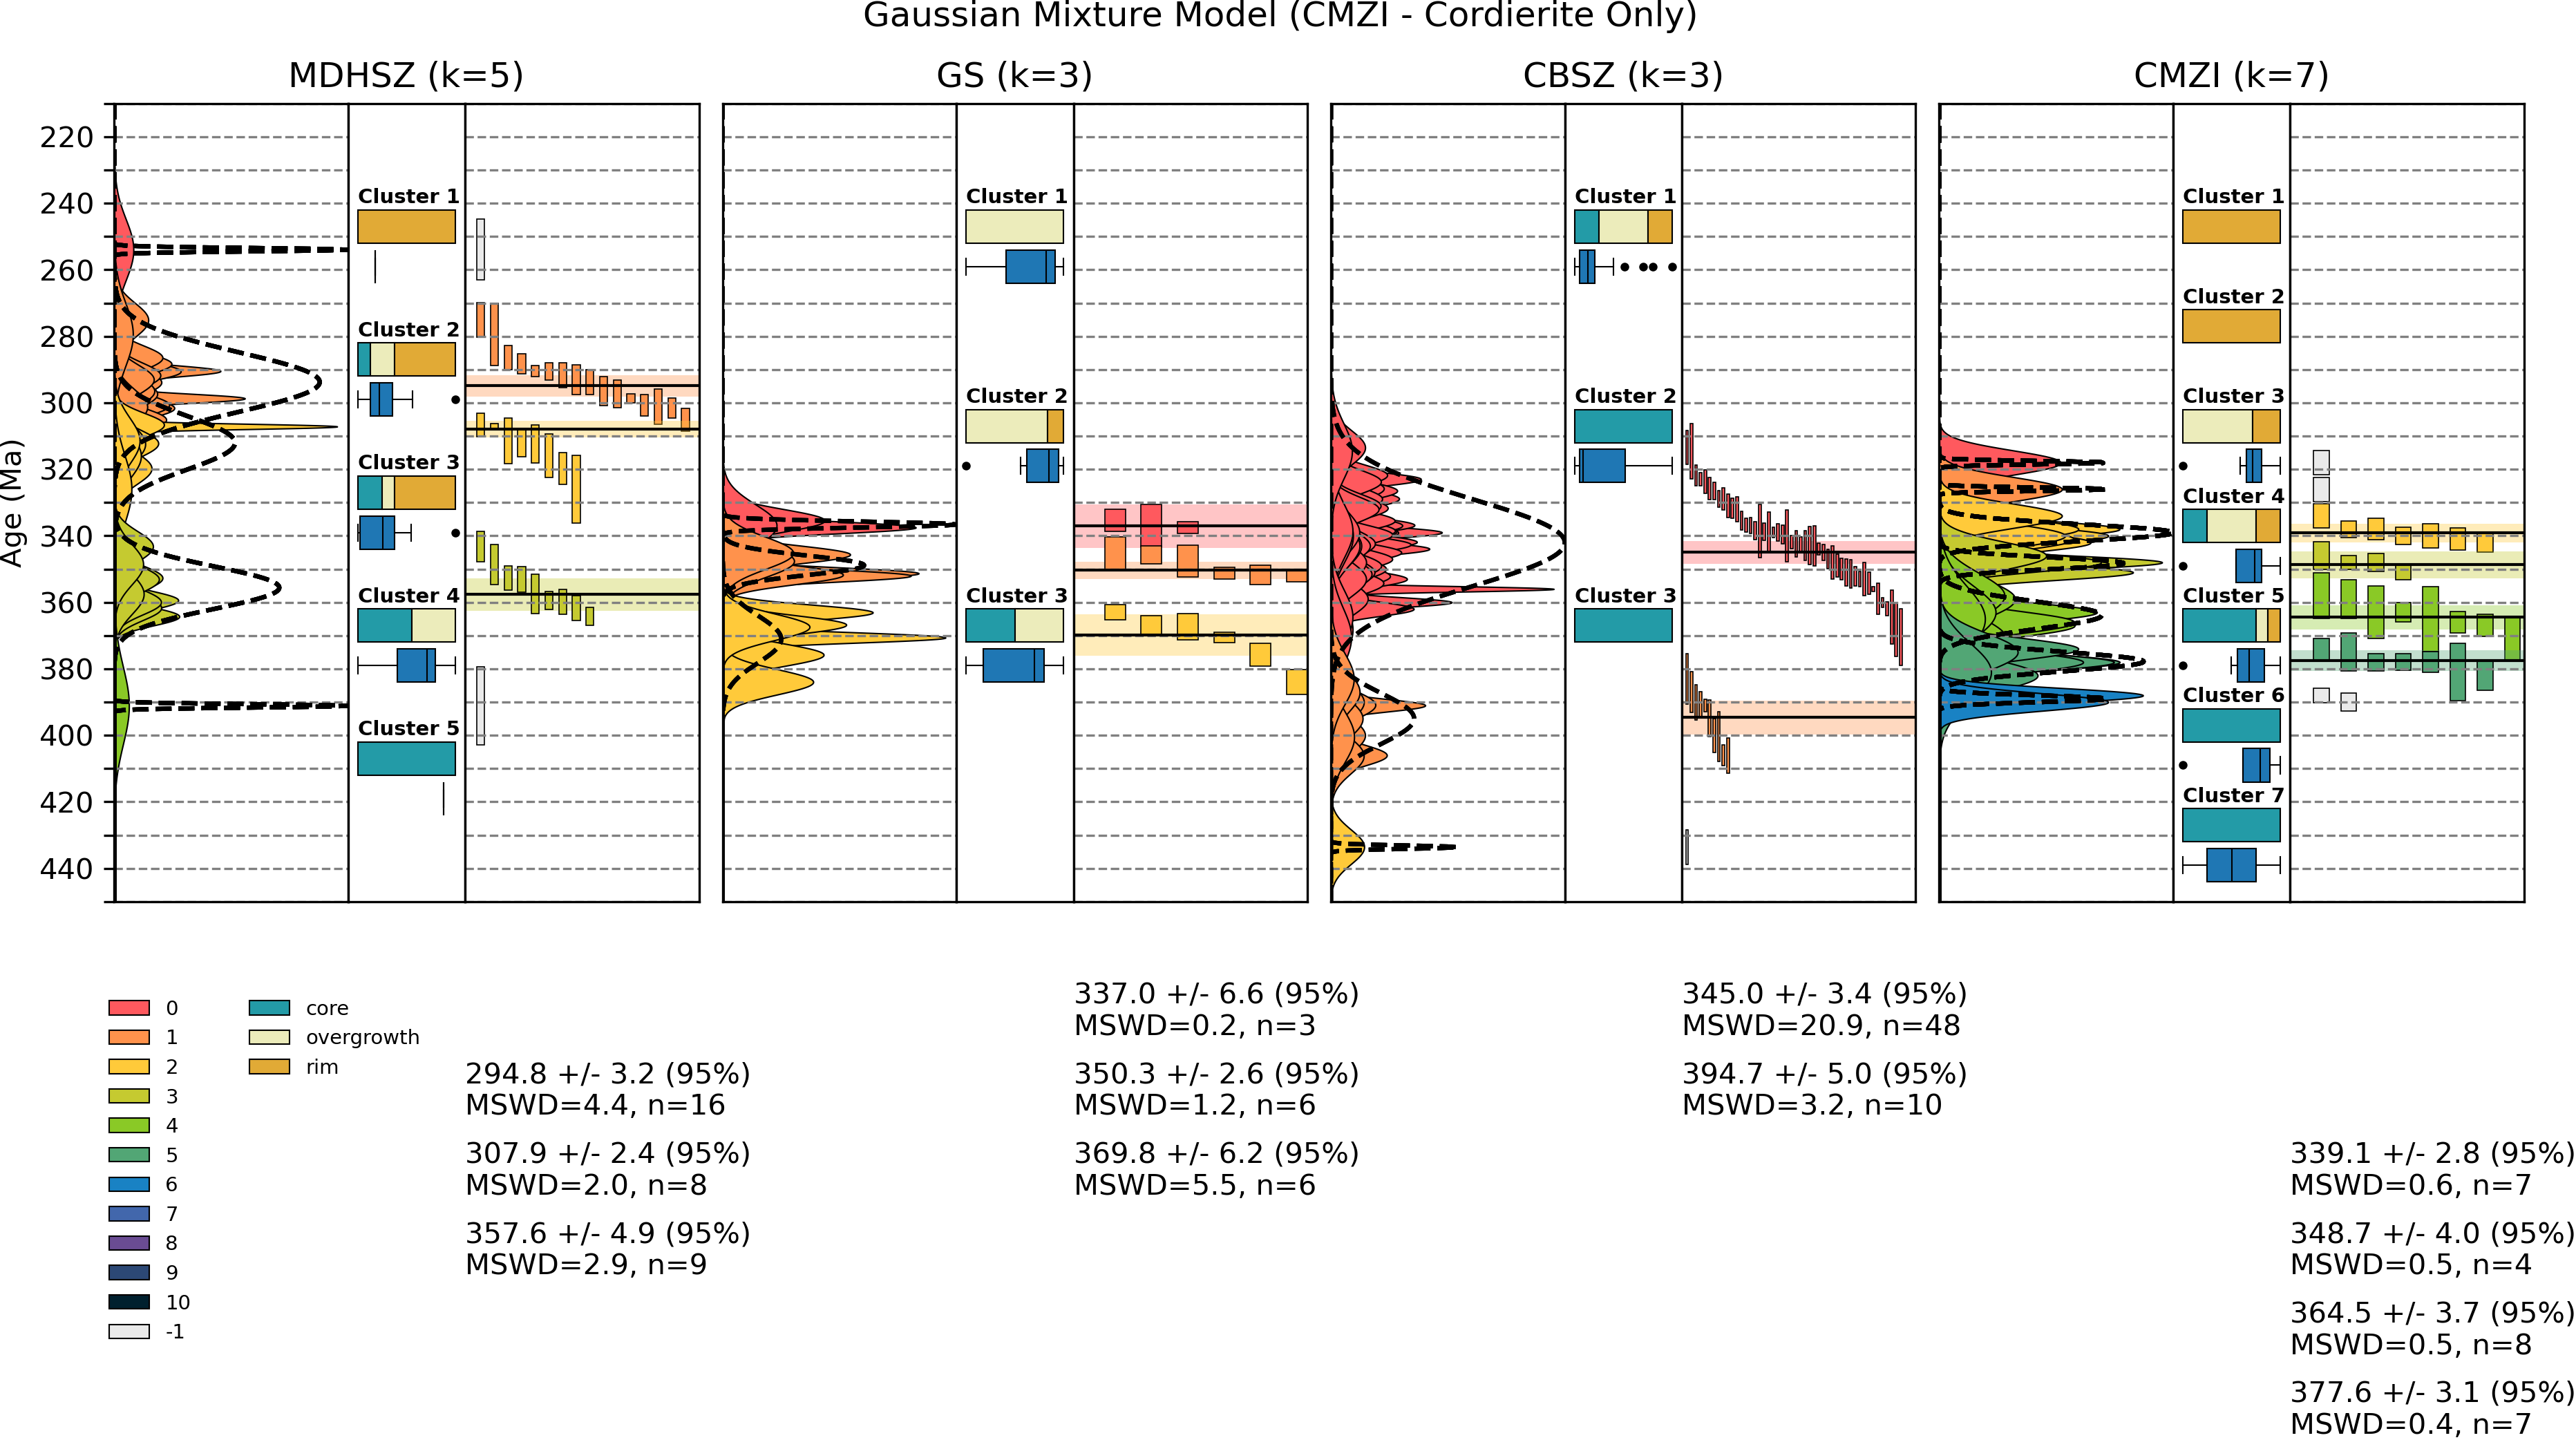 Gaussian Mixture Model (CMZI - Cordierite Only)
MDHSZ (k=5)
GS (k=3)
CBSZ (k=3)
CMZI (k=7)
Age (Ma)
220
240
260
280
300
320
340
360
380
400
420
440
Cluster 1
Cluster 2
Cluster 3
Cluster 4
Cluster 5
Cluster 1
Cluster 2
Cluster 3
Cluster 1
Cluster 2
Cluster 3
Cluster 1
Cluster 2
Cluster 3
Cluster 4
Cluster 5
Cluster 6
Cluster 7
0
1
2
3
4
5
6
7
8
9
10
-1
core
overgrowth
rim
294.8 +/- 3.2 (95%)
MSWD=4.4, n=16
307.9 +/- 2.4 (95%)
MSWD=2.0, n=8
357.6 +/- 4.9 (95%)
MSWD=2.9, n=9
337.0 +/- 6.6 (95%)
MSWD=0.2, n=3
350.3 +/- 2.6 (95%)
MSWD=1.2, n=6
369.8 +/- 6.2 (95%)
MSWD=5.5, n=6
345.0 +/- 3.4 (95%)
MSWD=20.9, n=48
394.7 +/- 5.0 (95%)
MSWD=3.2, n=10
339.1 +/- 2.8 (95%)
MSWD=0.6, n=7
348.7 +/- 4.0 (95%)
MSWD=0.5, n=4
364.5 +/- 3.7 (95%)
MSWD=0.5, n=8
377.6 +/- 3.1 (95%)
MSWD=0.4, n=7